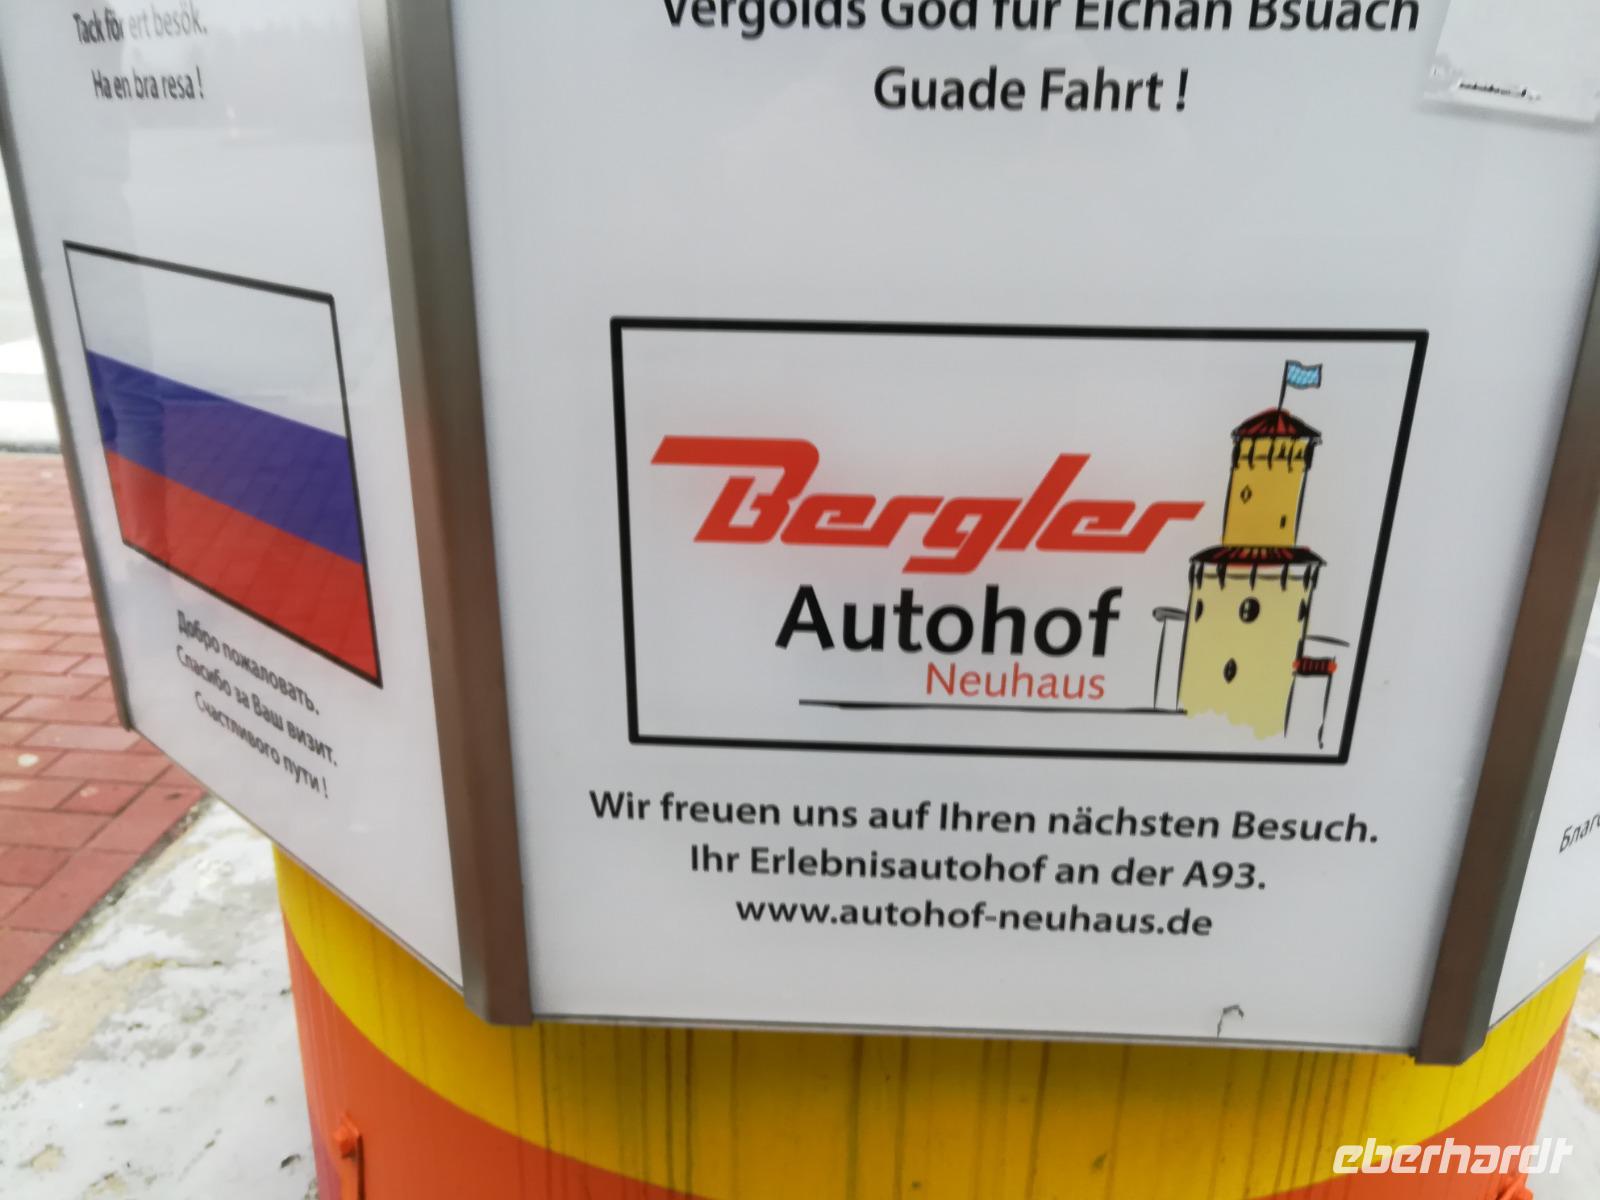 Tack för ert besök.
Ha en bra resa !
Добро пожаловать.
Спасибо за Ваш визит.
Счастливого пути !
Vergolds God für Eichan Bsuach
Guade Fahrt !
Bergler
Autohof
Neuhaus
Wir freuen uns auf Ihren nächsten Besuch.
Ihr Erlebnisautohof an der A93.
www.autohof-neuhaus.de
eberhardt